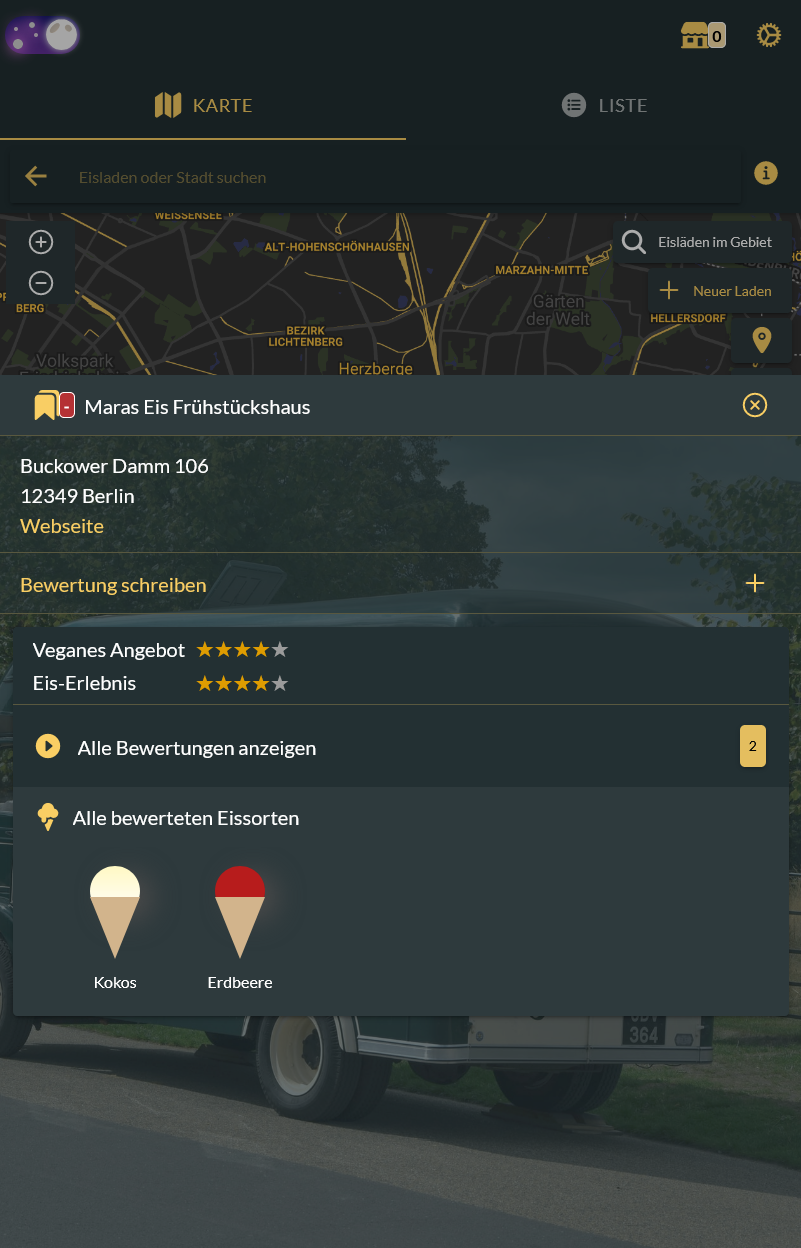 0
KARTE
LISTE
Eisladen oder Stadt suchen
WEISSENSEE
ALT-HOHENSCHÖNHAUSEN
Eisläden im Gebiet
MARZAHN-MITTE
Neuer Laden
BERG
Gärten
der Welt
HELLERSDORF
BEZIRK
LICHTENBERG
Volkspark
Herzberge
- Maras Eis Frühstückshaus
Buckower Damm 106
12349 Berlin
Webseite
Bewertung schreiben
Veganes Angebot
Eis-Erlebnis
Alle Bewertungen anzeigen
2
Alle bewerteten Eissorten
Kokos
Erdbeere
364